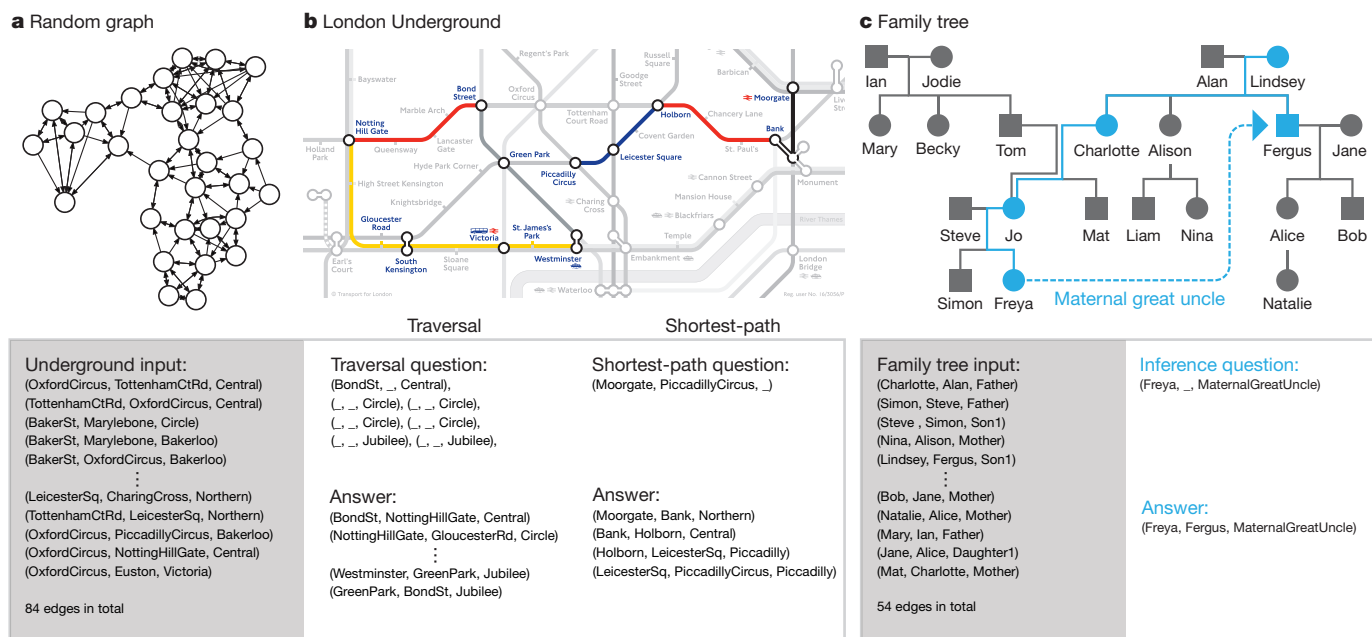 a Random graph
b London Underground
c Family tree
Bayswater
Regent's Park
Goodge
Street
Russell
Square
Barbican
Bond
Street
Oxford
Circus
Moorgate
Marble Arch
Tottenham
Court Road
Holborn
Chancery Lane
Notting
Hill Gate
Covent Garden
Bank
Holland
Park
Queensway
Lancaster
Gate
Green Park
Leicester Square
St. Paul's
Hyde Park Corner
Piccadilly
Circus
Cannon Street
Monument
High Street Kensington
Knightsbridge
Charing
Cross
Mansion House
Gloucester
Road
Victoria
St. James's
Park
Blackfriars
River Thames
Temple
Earl's
Court
South
Kensington
Sloane
Square
Westminster
Embankment
London
Bridge
Waterloo
© Transport for London
Ian
Jodie
Alan
Lindsey
Mary
Becky
Tom
Charlotte
Alison
Fergus
Jane
Steve
Jo
Mat
Liam
Nina
Alice
Bob
Simon
Freya
Maternal great uncle
Natalie
Traversal
Shortest-path
Underground input:
(OxfordCircus, TottenhamCtRd, Central)
(TottenhamCtRd, OxfordCircus, Central)
(BakerSt, Marylebone, Circle)
(BakerSt, Marylebone, Bakerloo)
(BakerSt, OxfordCircus, Bakerloo)
⋮
(LeicesterSq, CharingCross, Northern)
(TottenhamCtRd, LeicesterSq, Northern)
(OxfordCircus, PiccadillyCircus, Bakerloo)
(OxfordCircus, NottingHillGate, Central)
(OxfordCircus, Euston, Victoria)
84 edges in total
Traversal question:
(BondSt, _, Central),
(_, _, Circle), (_, _, Circle),
(_, _, Circle), (_, _, Circle),
(_, _, Jubilee), (_, _, Jubilee),
Answer:
(BondSt, NottingHillGate, Central)
(NottingHillGate, GloucesterRd, Circle)
⋮
(Westminster, GreenPark, Jubilee)
(GreenPark, BondSt, Jubilee)
Shortest-path question:
(Moorgate, PiccadillyCircus, _)
Answer:
(Moorgate, Bank, Northern)
(Bank, Holborn, Central)
(Holborn, LeicesterSq, Piccadilly)
(LeicesterSq, PiccadillyCircus, Piccadilly)
Family tree input:
(Charlotte, Alan, Father)
(Simon, Steve, Father)
(Steve , Simon, Son1)
(Nina, Alison, Mother)
(Lindsey, Fergus, Son1)
⋮
(Bob, Jane, Mother)
(Natalie, Alice, Mother)
(Mary, Ian, Father)
(Jane, Alice, Daughter1)
(Mat, Charlotte, Mother)
54 edges in total
Inference question:
(Freya, _, MaternalGreatUncle)
Answer:
(Freya, Fergus, MaternalGreatUncle)